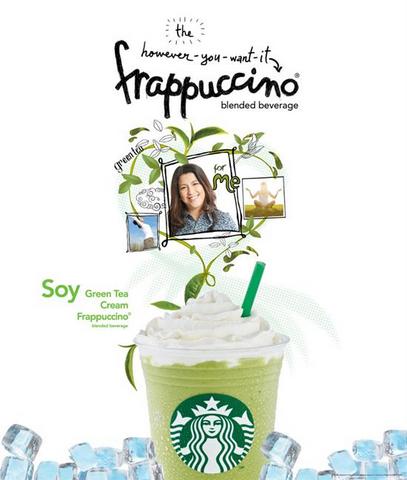 the
however-you-want-it
frappuccino®
blended beverage
green tea
for
me
Soy Green Tea
Cream
Frappuccino®
blended beverage